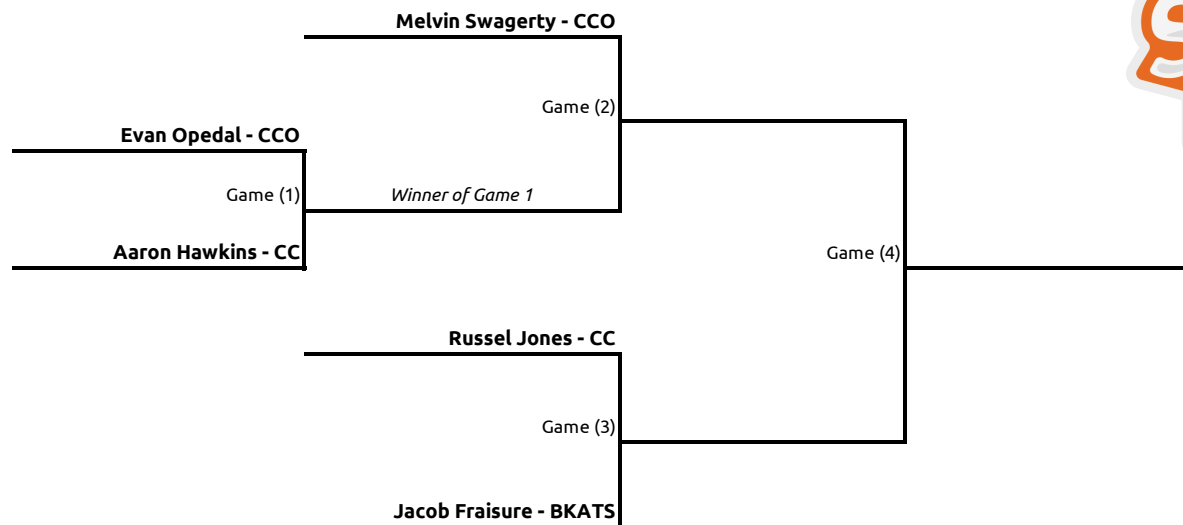 Melvin Swagerty - CCO
Game (2)
Evan Opedal - CCO
Game (1)
Winner of Game 1
Aaron Hawkins - CC
Game (4)
Russel Jones - CC
Game (3)
Jacob Fraisure - BKATS